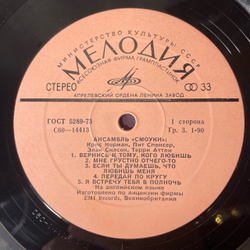 МИНИСТЕРСТВО КУЛЬТУРЫ СССР
МЕЛОДИЯ
ВСЕСОЮЗНАЯ ФИРМА ГРАМПЛАСТИНОК
СТЕРЕО 33
АПРЕЛЕВСКИЙ ОРДЕНА ЛЕНИНА ЗАВОД
ГОСТ 5289-73 1 сторона
С60—14413 Гр. 3. 1-90
АНСАМБЛЬ «СМОУКИ»:
Крис Норман, Пит Спенсер,
Элан Силсон, Терри Аттли
1. ВЕРНИСЬ К ТОМУ, КОГО ЛЮБИШЬ
2. МНЕ ГРУСТНО ОТЧЕГО-ТО
3. ЕСЛИ ТЫ ДУМАЕШЬ, ЧТО
ЛЮБИШЬ МЕНЯ
4. ПЕРЕДАЙ ПО КРУГУ
5. Я ВСТРЕЧУ ТЕБЯ В ПОЛНОЧЬ
На английском языке
Изготовлено по лицензии фирмы
EMI Records, Великобритания